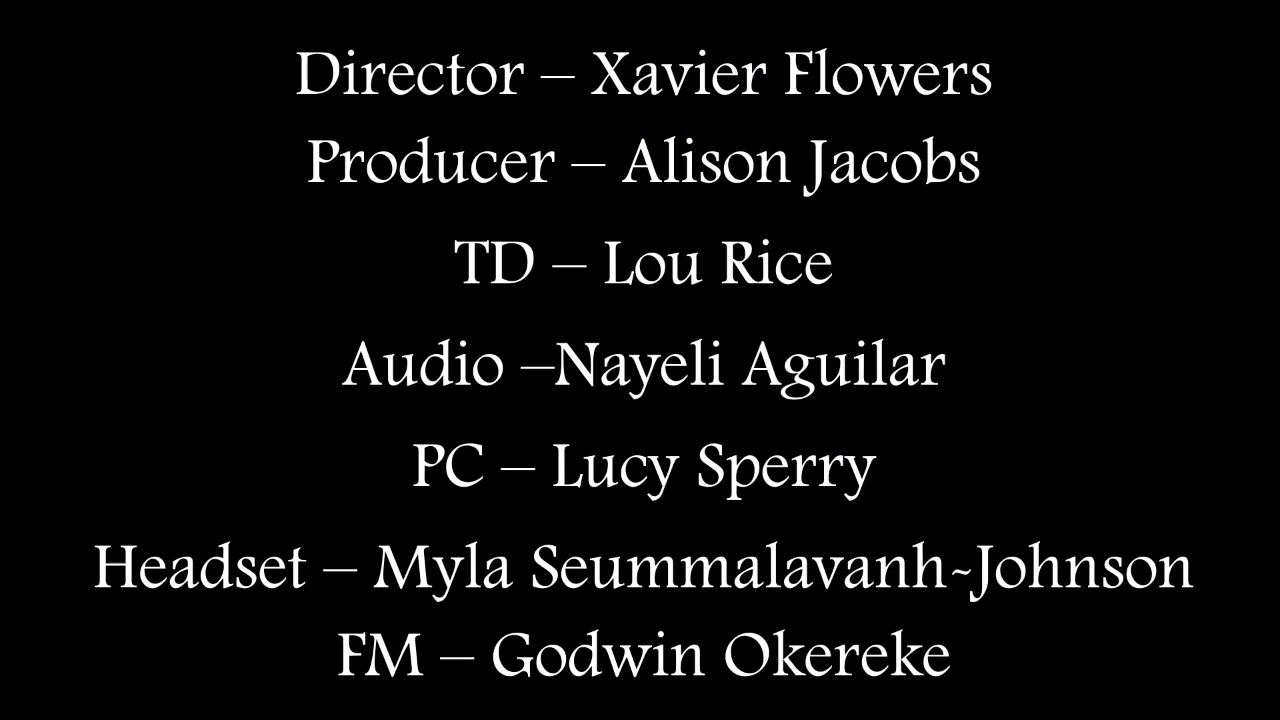 Director – Xavier Flowers
Producer – Alison Jacobs
TD – Lou Rice
Audio –Nayeli Aguilar
PC – Lucy Sperry
Headset – Myla Seummalavanh-Johnson
FM – Godwin Okereke